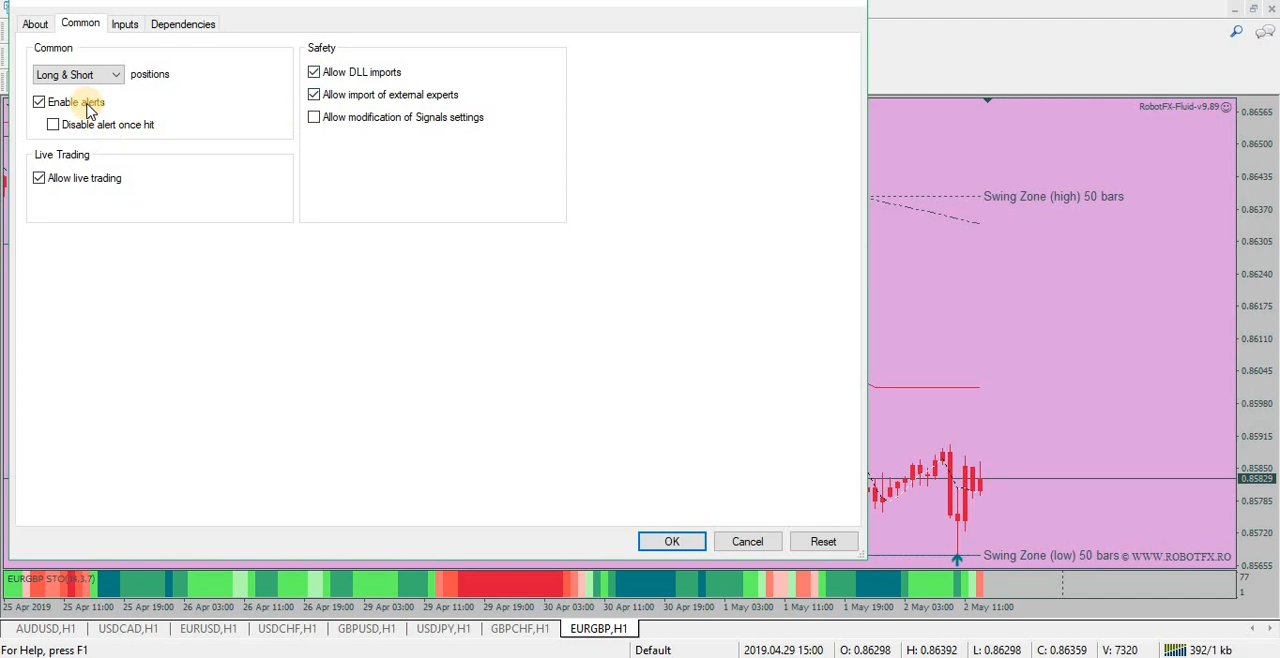 About Common Inputs Dependencies
Common
Long & Short positions
Enable alerts
Disable alert once hit
Live Trading
Allow live trading
Safety
Allow DLL imports
Allow import of external experts
Allow modification of Signals settings
OK Cancel Reset
RobotFX-Fluid-v9.89
Swing Zone (high) 50 bars
Swing Zone (low) 50 bars © WWW.ROBOTFX.RO
0.86565
0.86500
0.86435
0.86370
0.86305
0.86240
0.86175
0.86110
0.86045
0.85980
0.85915
0.85850
0.85829
0.85785
0.85720
0.85655
EURGBP STO(34,3,7)
77
1
25 Apr 2019 25 Apr 11:00 25 Apr 19:00 26 Apr 03:00 26 Apr 11:00 26 Apr 19:00 29 Apr 03:00 29 Apr 11:00 29 Apr 19:00 30 Apr 03:00 30 Apr 11:00 30 Apr 19:00 1 May 03:00 1 May 11:00 1 May 19:00 2 May 03:00 2 May 11:00
AUDUSD,H1 USDCAD,H1 EURUSD,H1 USDCHF,H1 GBPUSD,H1 USDJPY,H1 GBPCHF,H1 EURGBP,H1
For Help, press F1 Default 2019.04.29 15:00 O: 0.86298 H: 0.86392 L: 0.86298 C: 0.86359 V: 7320 392/1 kb